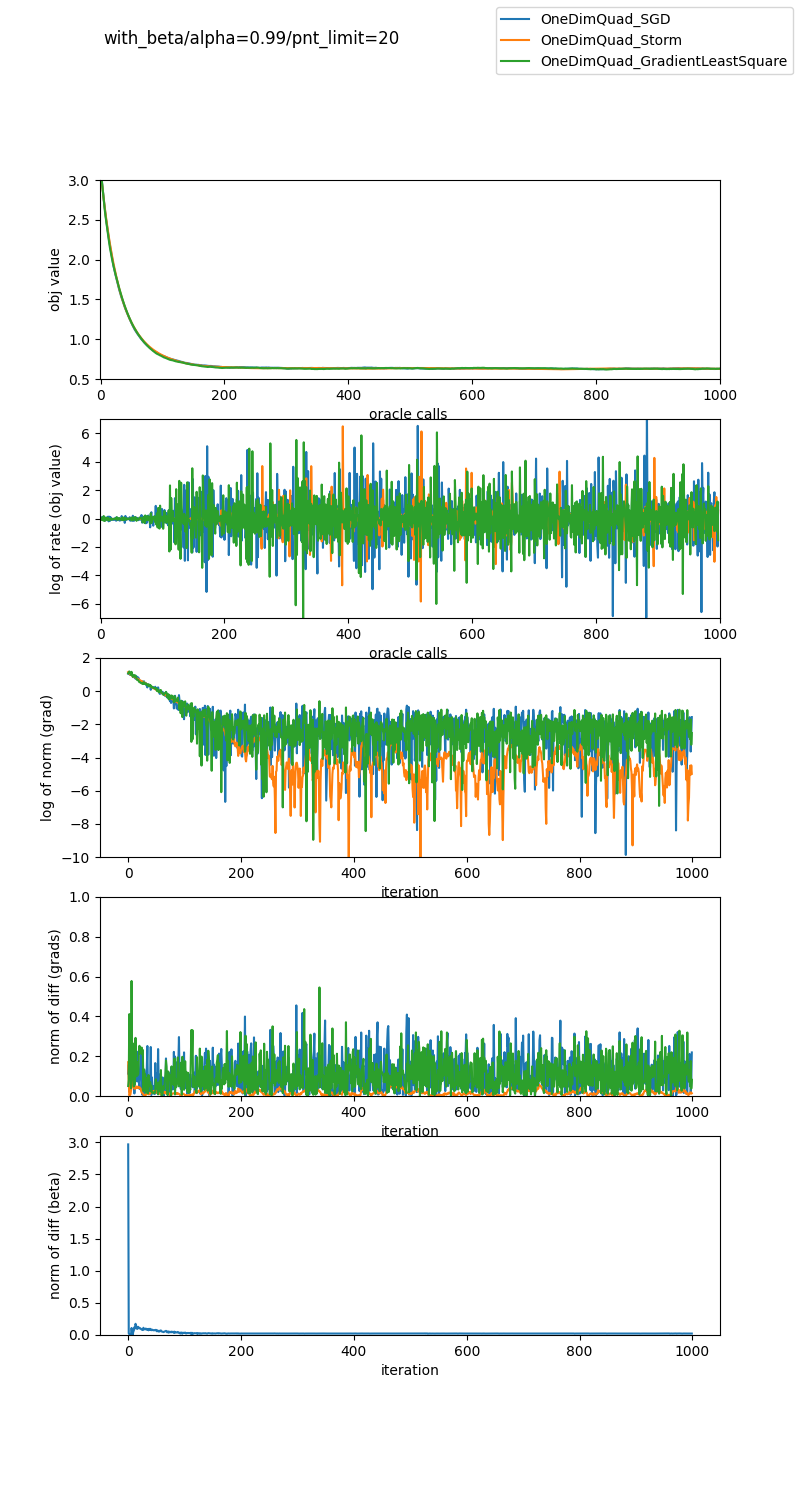 with_beta/alpha=0.99/pnt_limit=20
OneDimQuad_SGD
OneDimQuad_Storm
OneDimQuad_GradientLeastSquare
3.0
2.5
2.0
1.5
1.0
0.5
obj value
0 200 400 600 800 1000
oracle calls
6
4
2
0
−2
−4
−6
log of rate (obj value)
0 200 400 600 800 1000
oracle calls
2
0
−2
−4
−6
−8
−10
log of norm (grad)
0 200 400 600 800 1000
iteration
1.0
0.8
0.6
0.4
0.2
0.0
norm of diff (grads)
0 200 400 600 800 1000
iteration
3.0
2.5
2.0
1.5
1.0
0.5
0.0
norm of diff (beta)
0 200 400 600 800 1000
iteration